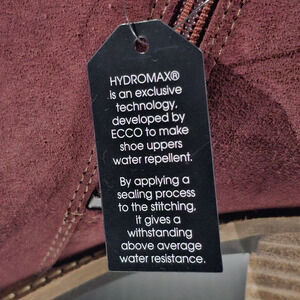 HYDROMAX®
is an exclusive
technology,
developed by
ECCO to make
shoe uppers
water repellent.
By applying a
sealing process
to the stitching,
it gives a
withstanding
above average
water resistance.